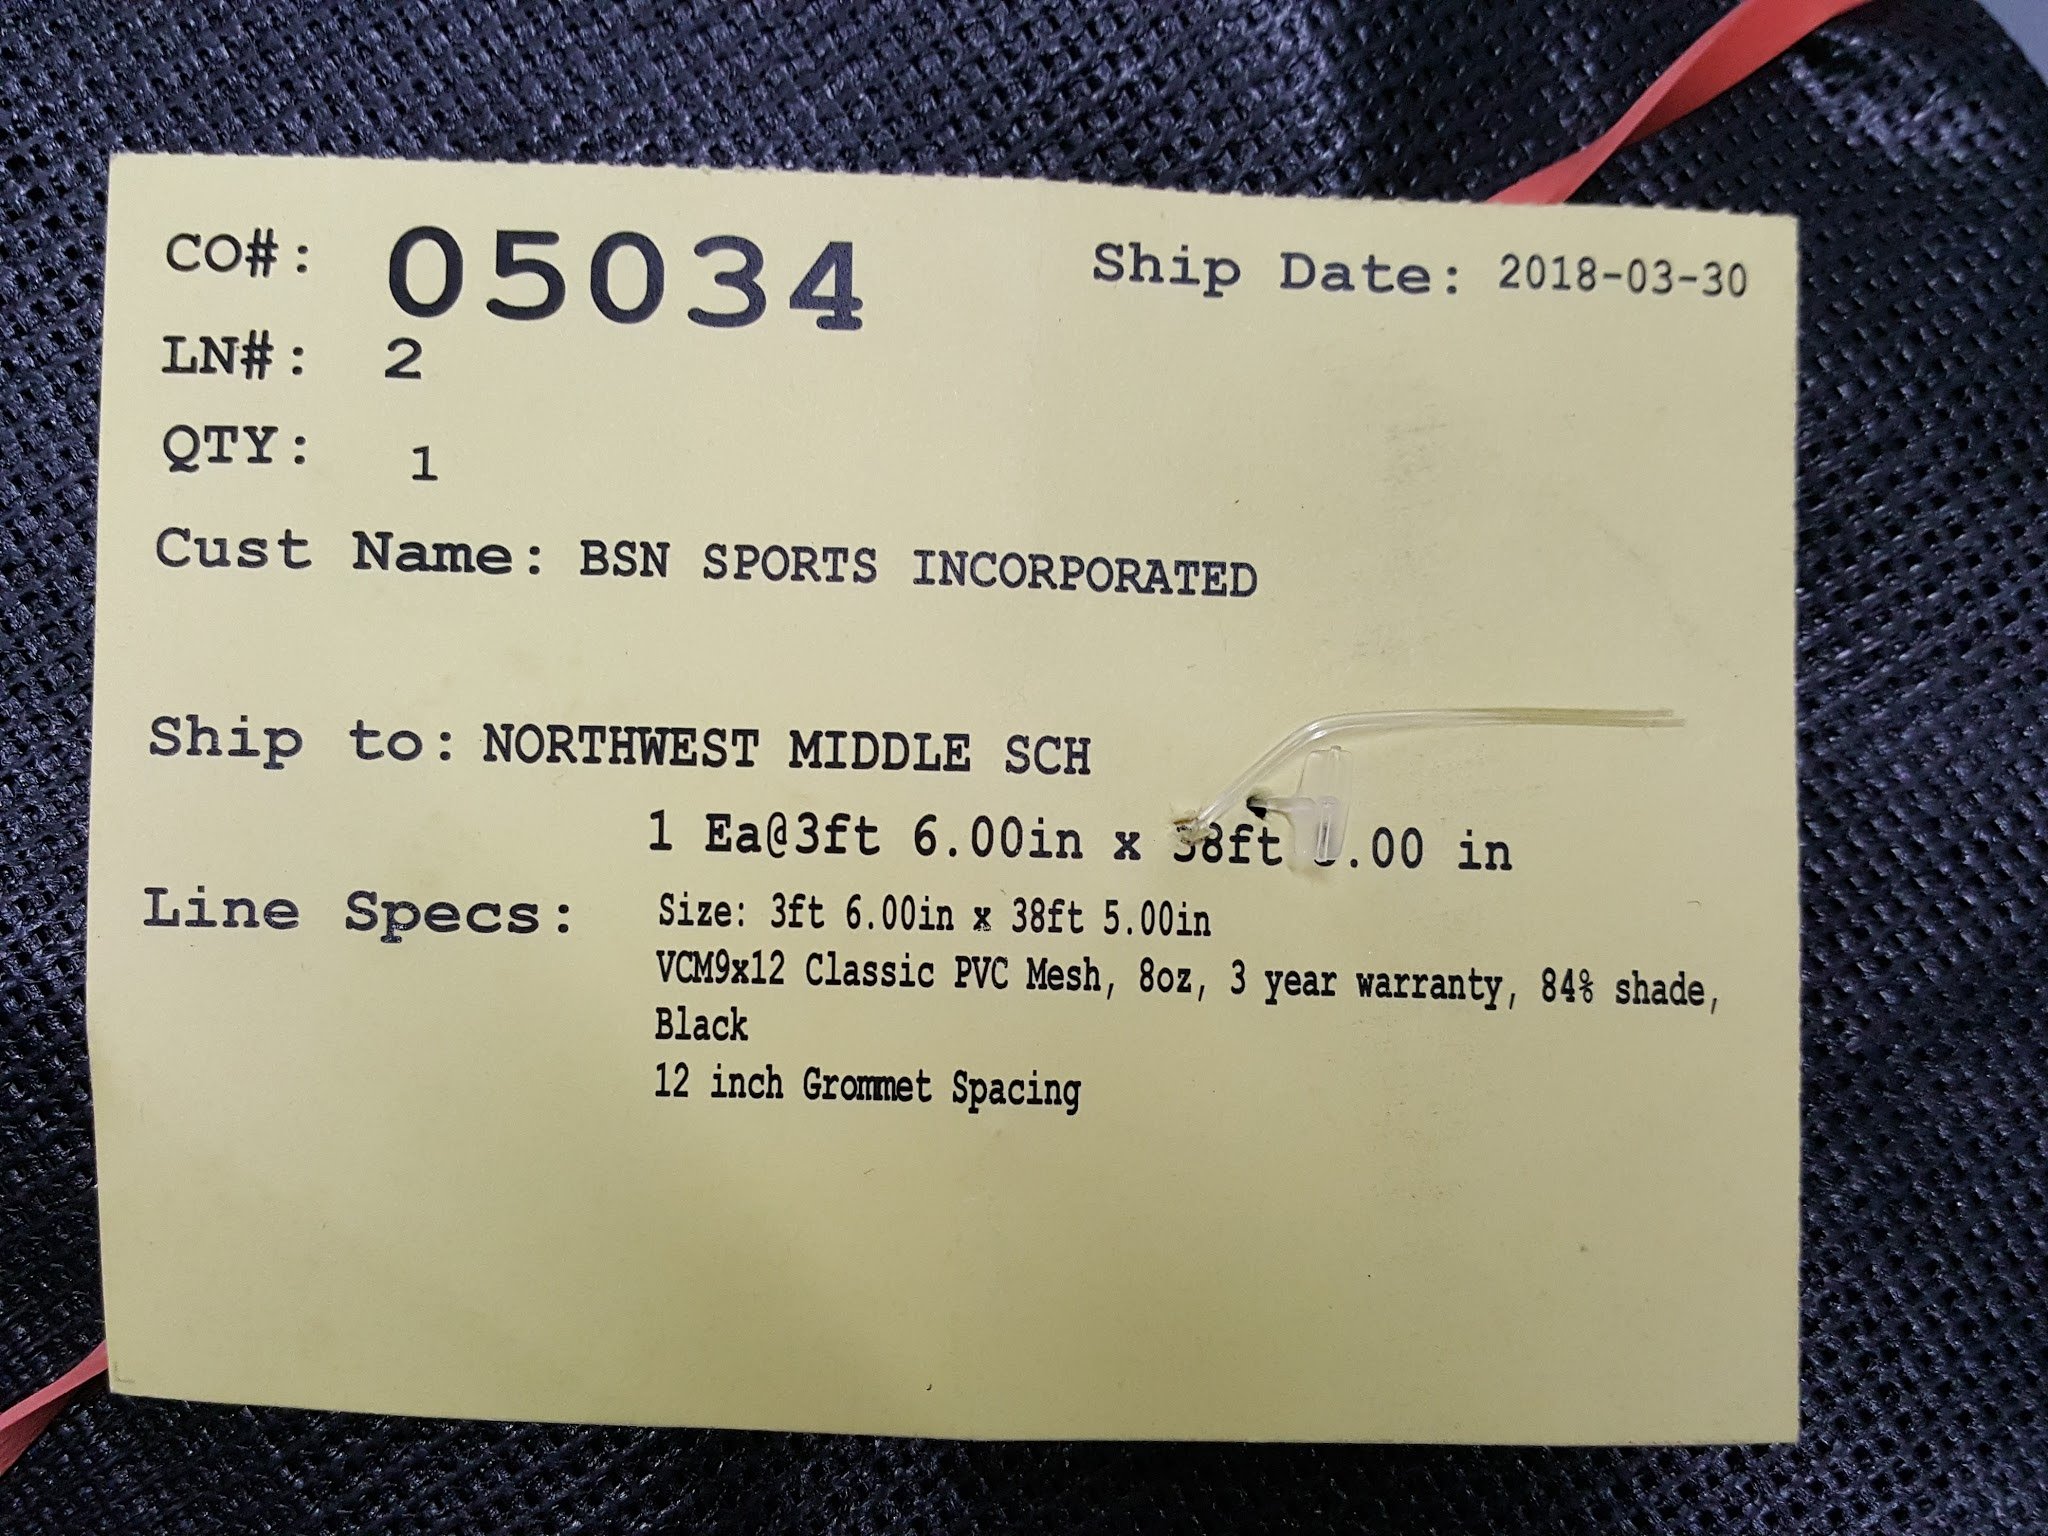 CO#: 05034 Ship Date: 2018-03-30
LN#: 2
QTY: 1
Cust Name: BSN SPORTS INCORPORATED
Ship to: NORTHWEST MIDDLE SCH
1 Ea@3ft 6.00in x 38ft .00 in
Line Specs: Size: 3ft 6.00in x 38ft 5.00in
VCM9x12 Classic PVC Mesh, 8oz, 3 year warranty, 84% shade,
Black
12 inch Grommet Spacing